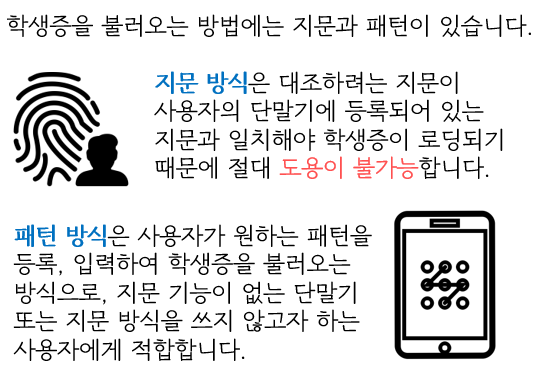 학생증을 불러오는 방법에는 지문과 패턴이 있습니다.
지문 방식은 대조하려는 지문이
사용자의 단말기에 등록되어 있는
지문과 일치해야 학생증이 로딩되기
때문에 절대 도용이 불가능합니다.
패턴 방식은 사용자가 원하는 패턴을
등록, 입력하여 학생증을 불러오는
방식으로, 지문 기능이 없는 단말기
또는 지문 방식을 쓰지 않고자 하는
사용자에게 적합합니다.